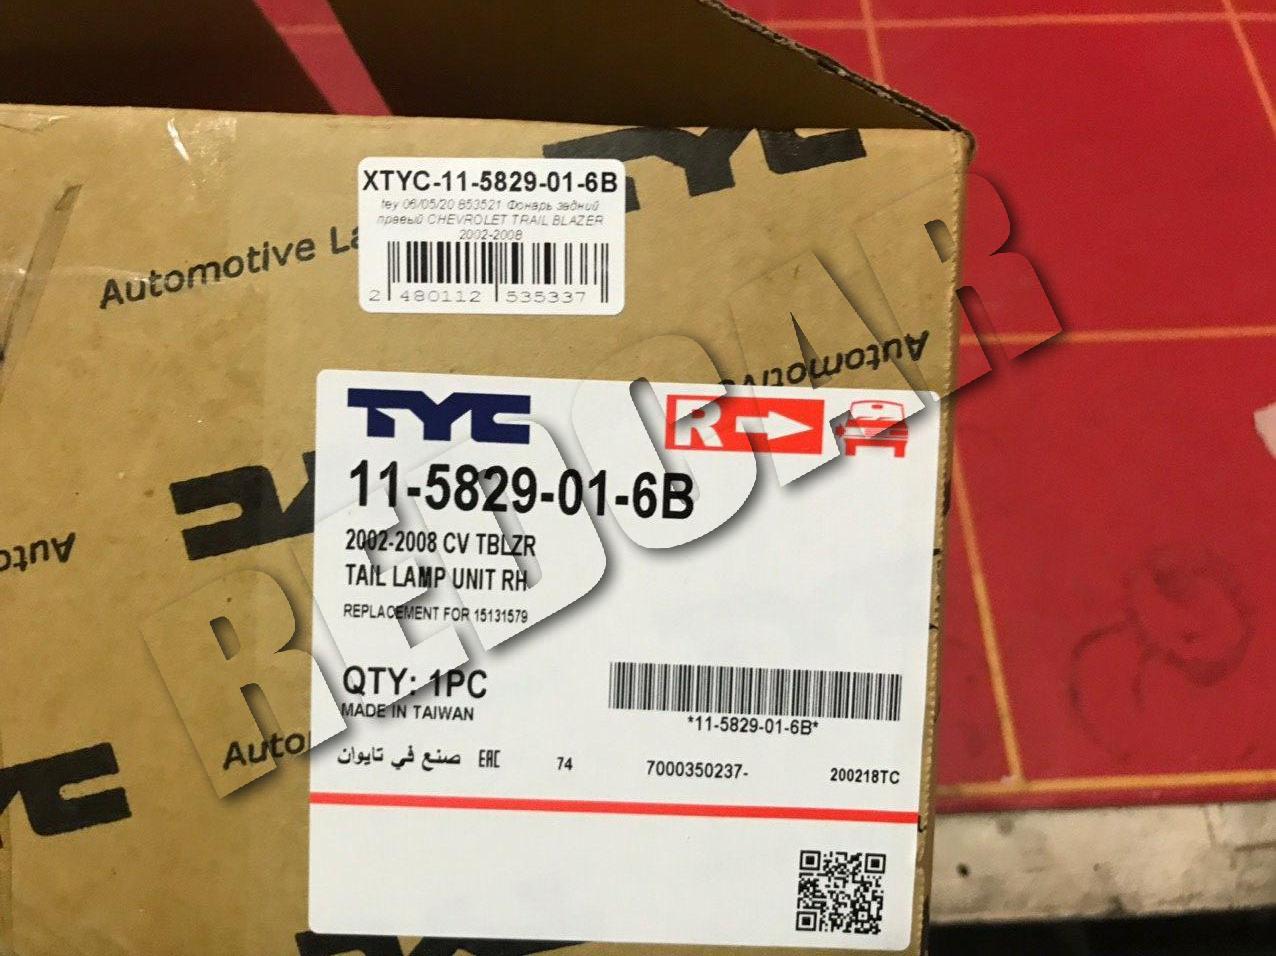 TYC
XTYC-11-5829-01-6B
tey 06/05/20 853521 Фонарь задний
правый CHEVROLET TRAIL BLAZER
2002-2008
2 480112 535337
Automotive La
Automotive
TYC
R
11-5829-01-6B
2002-2008 CV TBLZR
TAIL LAMP UNIT RH
REPLACEMENT FOR 15131579
QTY: 1PC
MADE IN TAIWAN
*11-5829-01-6B*
صنع في تايوان EAC 74 7000350237- 200218TC
Auto
REDCAR